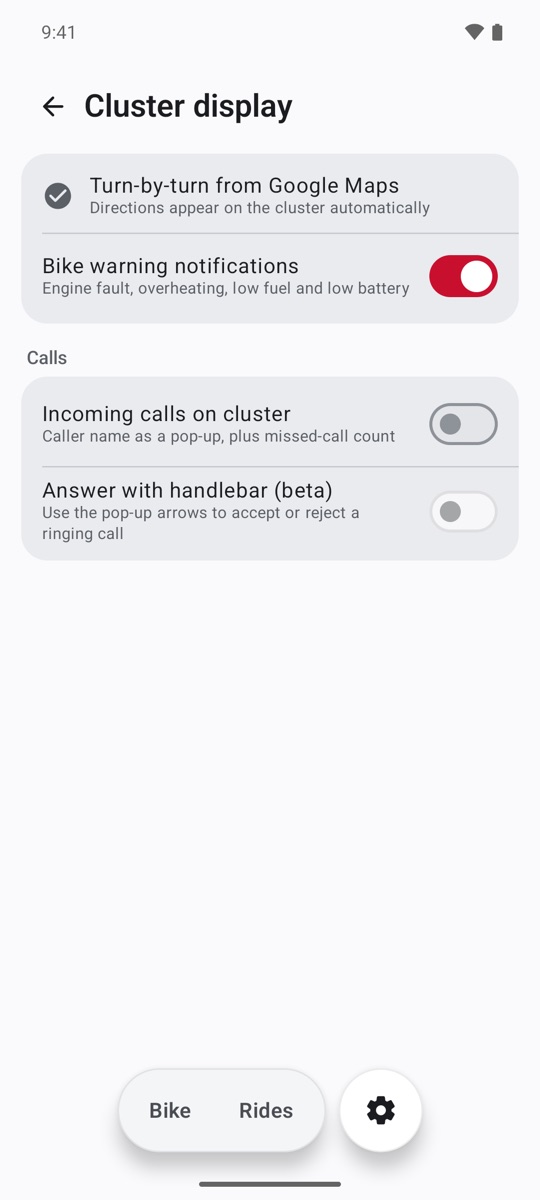 9:41
Cluster display
Turn-by-turn from Google Maps
Directions appear on the cluster automatically
Bike warning notifications
Engine fault, overheating, low fuel and low battery
Calls
Incoming calls on cluster
Caller name as a pop-up, plus missed-call count
Answer with handlebar (beta)
Use the pop-up arrows to accept or reject a
ringing call
Bike Rides